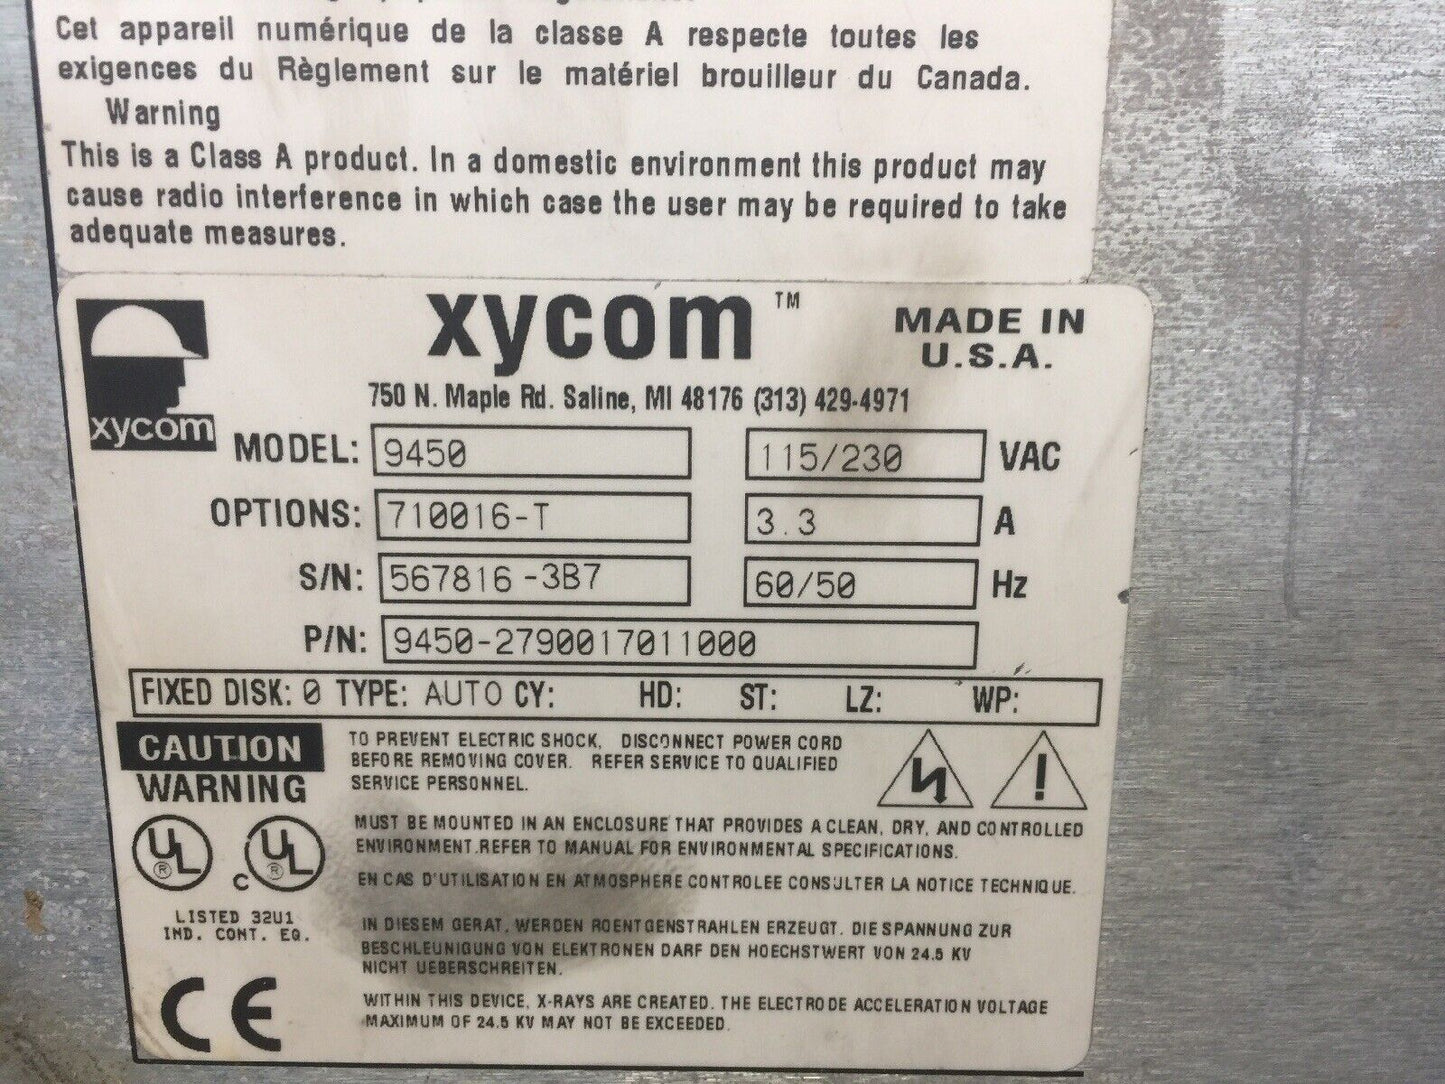 Cet appareil numérique de la classe A respecte toutes les
exigences du Règlement sur le matériel brouilleur du Canada.
Warning
This is a Class A product. In a domestic environment this product may
cause radio interference in which case the user may be required to take
adequate measures.
xycom
xycom™
MADE IN
U.S.A.
750 N. Maple Rd. Saline, MI 48176 (313) 429-4971
MODEL: 9450 115/230 VAC
OPTIONS: 710016-T 3.3 A
S/N: 567816-3B7 60/50 Hz
P/N: 9450-2790017011000
FIXED DISK: 0 TYPE: AUTO CY: HD: ST: LZ: WP:
CAUTION
WARNING
TO PREVENT ELECTRIC SHOCK, DISCONNECT POWER CORD
BEFORE REMOVING COVER. REFER SERVICE TO QUALIFIED
SERVICE PERSONNEL.
MUST BE MOUNTED IN AN ENCLOSURE THAT PROVIDES A CLEAN, DRY, AND CONTROLLED
ENVIRONMENT.REFER TO MANUAL FOR ENVIRONMENTAL SPECIFICATIONS.
EN CAS D'UTILISATION EN ATMOSPHERE CONTROLEE CONSULTER LA NOTICE TECHNIQUE.
UL ®
C UL ®
LISTED 32U1
IND. CONT. EQ.
IN DIESEM GERAT, WERDEN ROENTGENSTRAHLEN ERZEUGT. DIE SPANNUNG ZUR
BESCHLEUNIGUNG VON ELEKTRONEN DARF DEN HOECHSTWERT VON 24.5 KV
NICHT UEBERSCHREITEN.
CE
WITHIN THIS DEVICE, X-RAYS ARE CREATED. THE ELECTRODE ACCELERATION VOLTAGE
MAXIMUM OF 24.5 KV MAY NOT BE EXCEEDED.